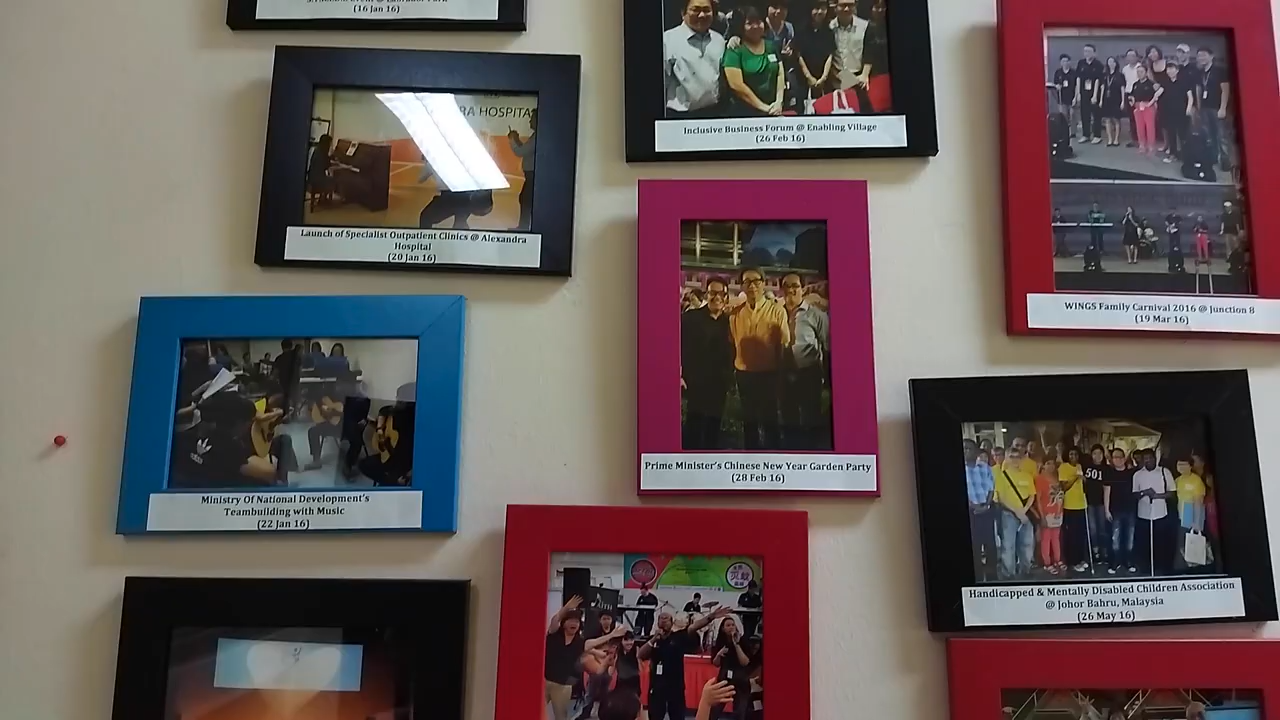 (16 Jan 16)
RA HOSPITA
Launch of Specialist Outpatient Clinics @ Alexandra
Hospital
(20 Jan 16)
Inclusive Business Forum @ Enabling Village
(26 Feb 16)
WINGS Family Carnival 2016 @ Junction 8
(19 Mar 16)
Ministry Of National Development's
Teambuilding with Music
(22 Jan 16)
Prime Minister's Chinese New Year Garden Party
(28 Feb 16)
501
Handicapped & Mentally Disabled Children Association
@ Johor Bahru, Malaysia
(26 May 16)